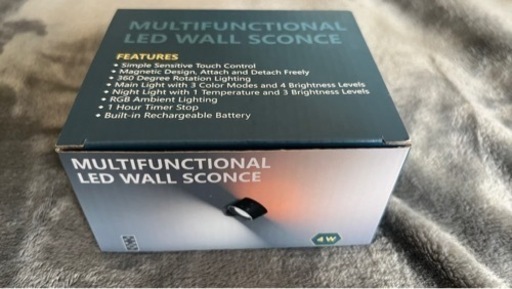 MULTIFUNCTIONAL
LED WALL SCONCE
FEATURES
• Simple Sensitive Touch Control
• Magnetic Design, Attach and Detach Freely
• 360 Degree Rotation Lighting
• Main Light with 3 Color Modes and 4 Brightness Levels
• Night Light with 1 Temperature and 3 Brightness Levels
• RGB Ambient Lighting
• 1 Hour Timer Stop
• Built-in Rechargeable Battery
MULTIFUNCTIONAL
LED WALL SCONCE
4W